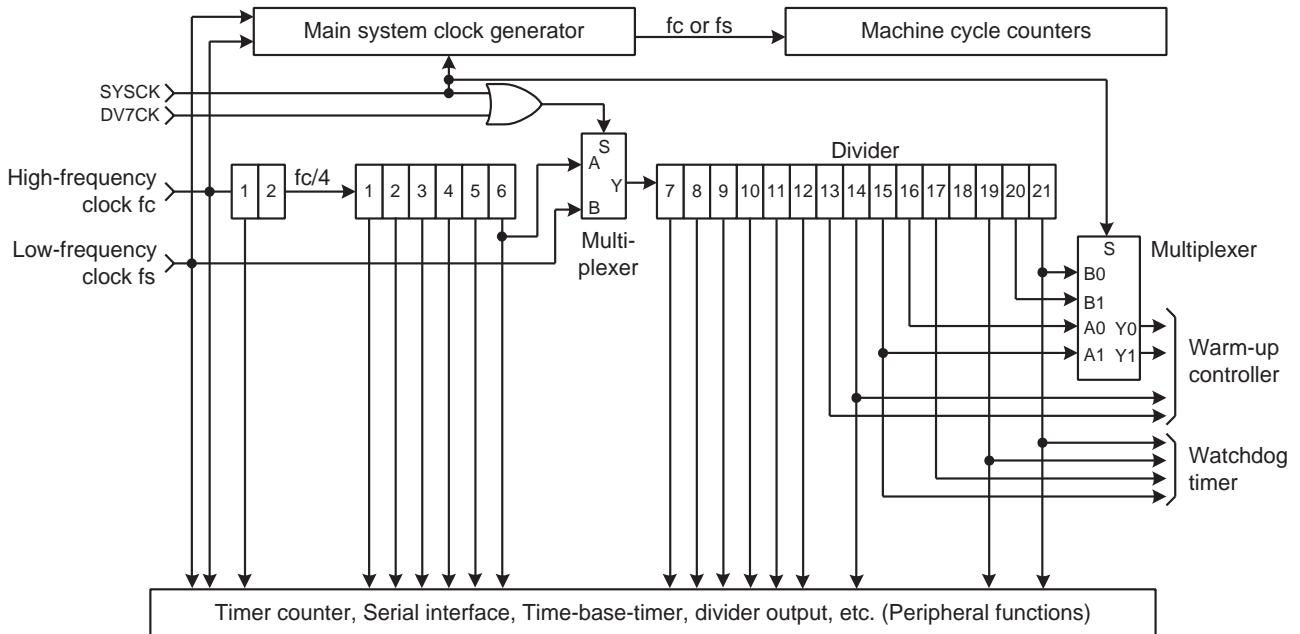 Main system clock generator
fc or fs
Machine cycle counters
SYSCK
DV7CK
High-frequency
clock fc
Low-frequency
clock fs
1 2
fc/4
1 2 3 4 5 6
S
A
B
Y
Multi-
plexer
Divider
7 8 9 10 11 12 13 14 15 16 17 18 19 20 21
S
B0
B1
A0 Y0
A1 Y1
Multiplexer
Warm-up
controller
Watchdog
timer
Timer counter, Serial interface, Time-base-timer, divider output, etc. (Peripheral functions)